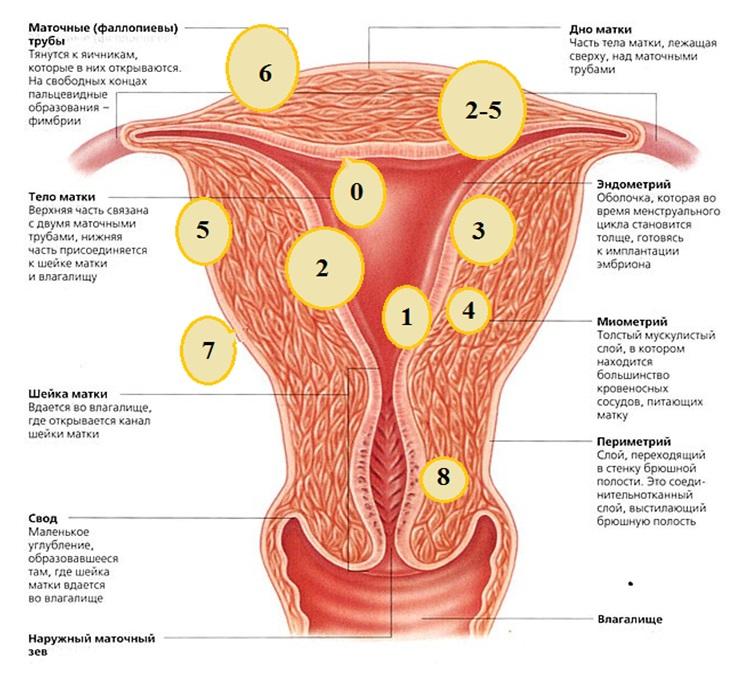 Маточные (фаллопиевы)
трубы
Тянутся к яичникам,
которые в них открываются.
На свободных концах
пальцевидные
образования –
фимбрии
Дно матки
Часть тела матки, лежащая
сверху, над маточными
трубами
6
2-5
0
Тело матки
Верхняя часть связана
с двумя маточными
трубами, нижняя
часть присоединяется
к шейке матки
и влагалищу
5
2
3
Эндометрий
Оболочка, которая во
время менструального
цикла становится
толще, готовясь
к имплантации
эмбриона
1
4
7
Миометрий
Толстый мускулистый
слой, в котором
находится
большинство
кровеносных
сосудов, питающих
матку
Шейка матки
Вдается во влагалище,
где открывается канал
шейки матки
Периметрий
Слой, переходящий
в стенку брюшной
полости. Это соеди-
нительнотканный
слой, выстилающий
брюшную полость
8
Свод
Маленькое
углубление,
образовавшееся
там, где шейка
матки вдается
во влагалище
Влагалище
Наружный маточный
зев